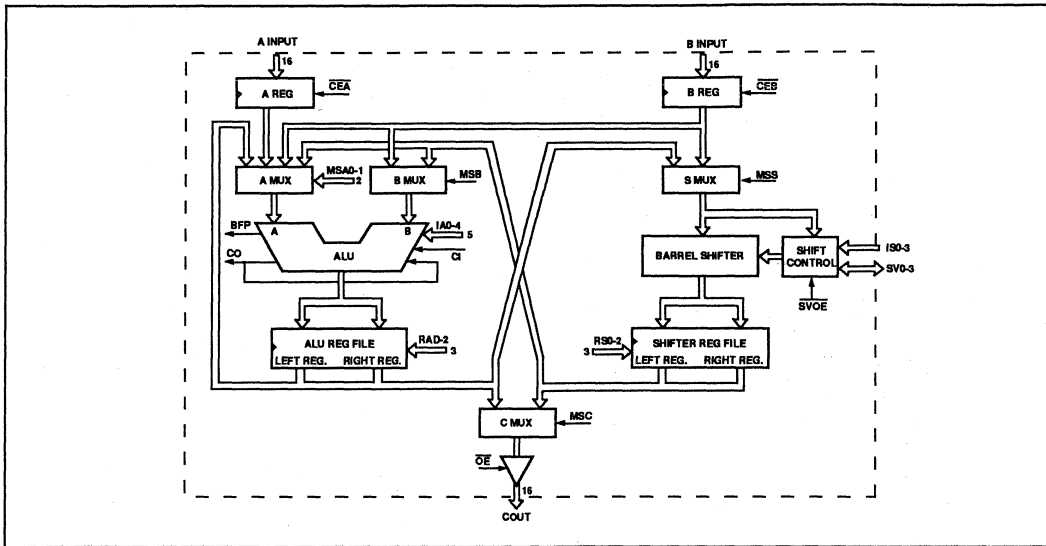 A INPUT
B INPUT
16
16
A REG
CEA
B REG
CEB
A MUX
MSA0-1
2
B MUX
MSB
S MUX
MSS
BFP
A
B
IA0-4
5
ALU
CO
CI
BARREL SHIFTER
SHIFT
CONTROL
IS0-3
SV0-3
SVOE
ALU REG FILE
LEFT REG.
RIGHT REG.
RAD-2
3
RS0-2
3
SHIFTER REG FILE
LEFT REG.
RIGHT REG.
C MUX
MSC
OE
16
COUT